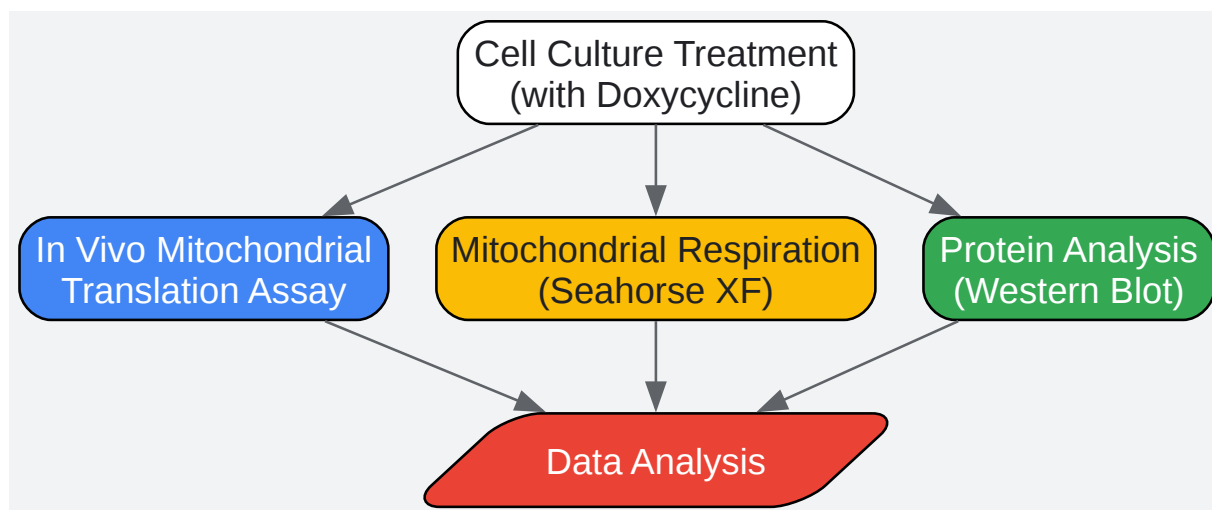 Cell Culture Treatment
(with Doxycycline)
In Vivo Mitochondrial
Translation Assay
Mitochondrial Respiration
(Seahorse XF)
Protein Analysis
(Western Blot)
Data Analysis